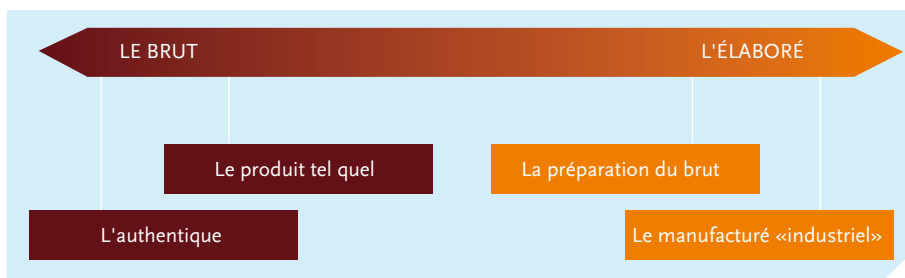 LE BRUT
L'ÉLABORÉ
Le produit tel quel
La préparation du brut
L'authentique
Le manufacturé «industriel»